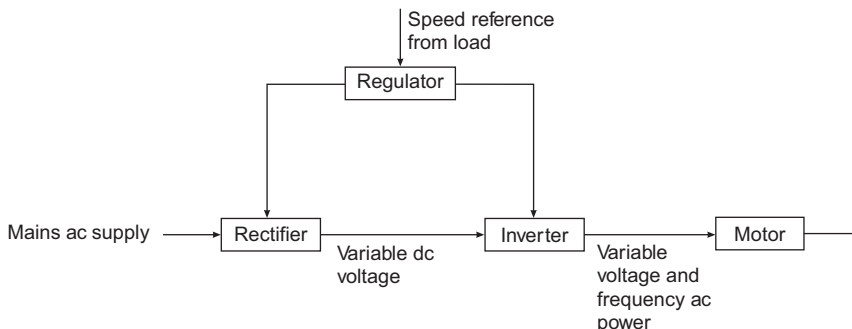 Speed reference
from load
Regulator
Mains ac supply
Rectifier
Variable dc
voltage
Inverter
Variable
voltage and
frequency ac
power
Motor